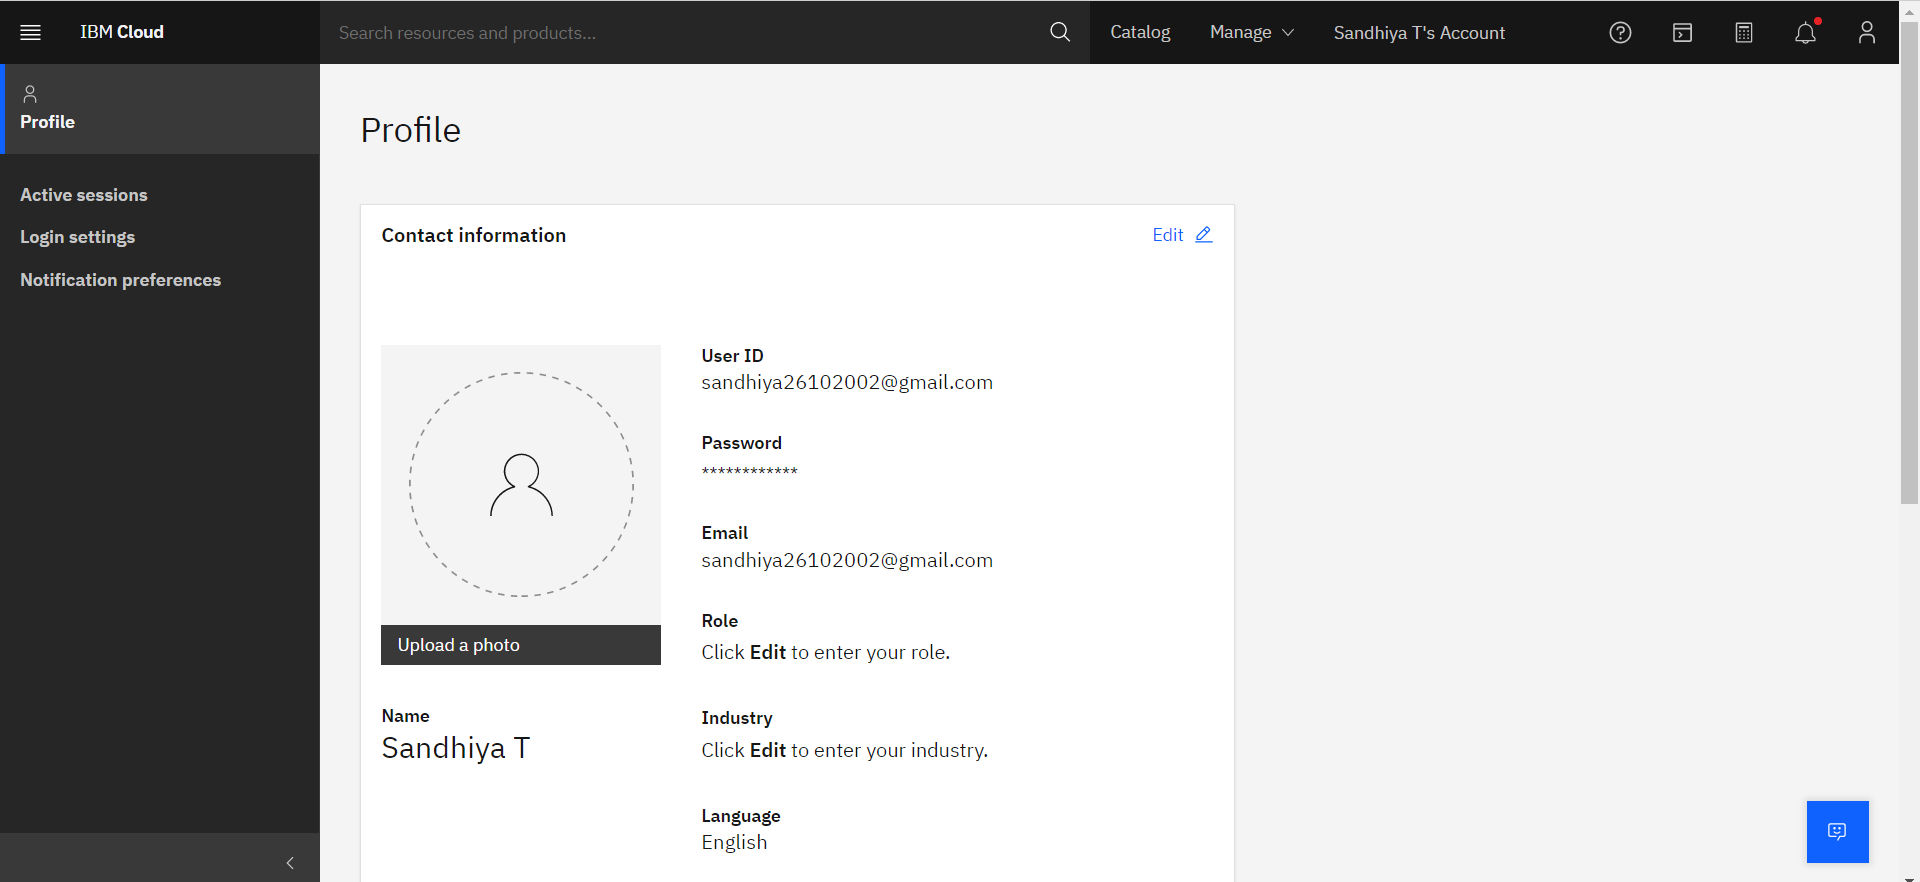 IBM Cloud
Search resources and products...
Catalog
Manage
Sandhiya T's Account
Profile
Active sessions
Login settings
Notification preferences
Profile
Contact information
Edit
Upload a photo
Name
Sandhiya T
User ID
sandhiya26102002@gmail.com
Password
************
Email
sandhiya26102002@gmail.com
Role
Click Edit to enter your role.
Industry
Click Edit to enter your industry.
Language
English